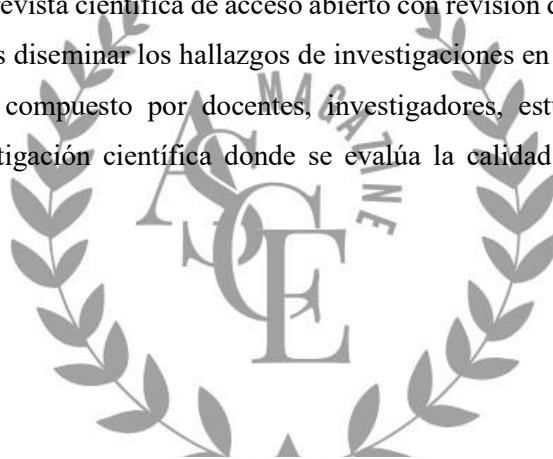 evista científica de acceso abierto con revisión d
s diseminar los hallazgos de investigaciones en
compuesto por docentes, investigadores, est
tigación científica donde se evalúa la calidad
MAGAZINE
ASCE